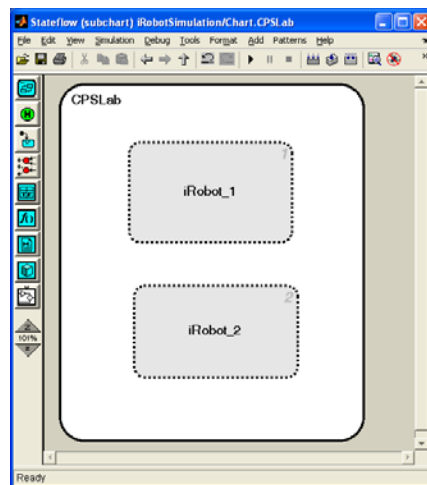 Stateflow (subchart) iRobotSimulation/Chart.CPSLab
File Edit View Simulation Debug Tools Format Add Patterns Help
CPSLab
1
iRobot_1
2
iRobot_2
101%
Ready